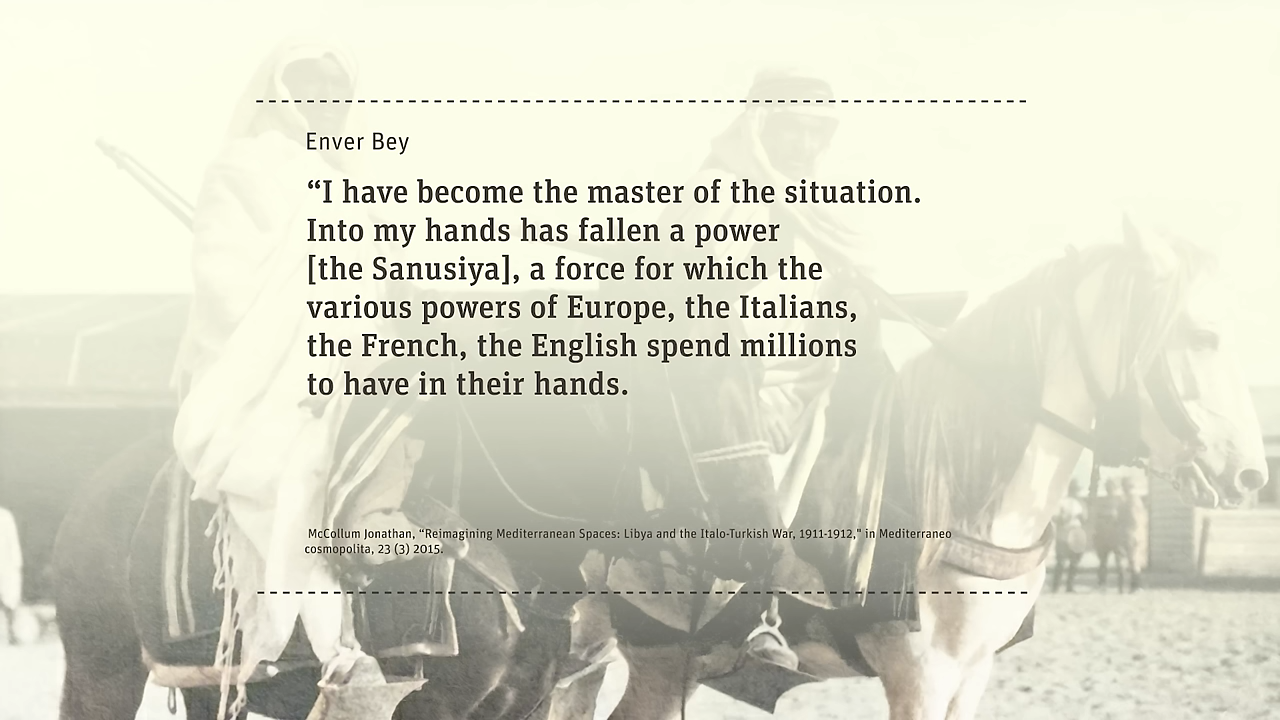 Enver Bey
“I have become the master of the situation.
Into my hands has fallen a power
[the Sanusiya], a force for which the
various powers of Europe, the Italians,
the French, the English spend millions
to have in their hands.
McCollum Jonathan, “Reimagining Mediterranean Spaces: Libya and the Italo-Turkish War, 1911-1912," in Mediterraneo
cosmopolita, 23 (3) 2015.